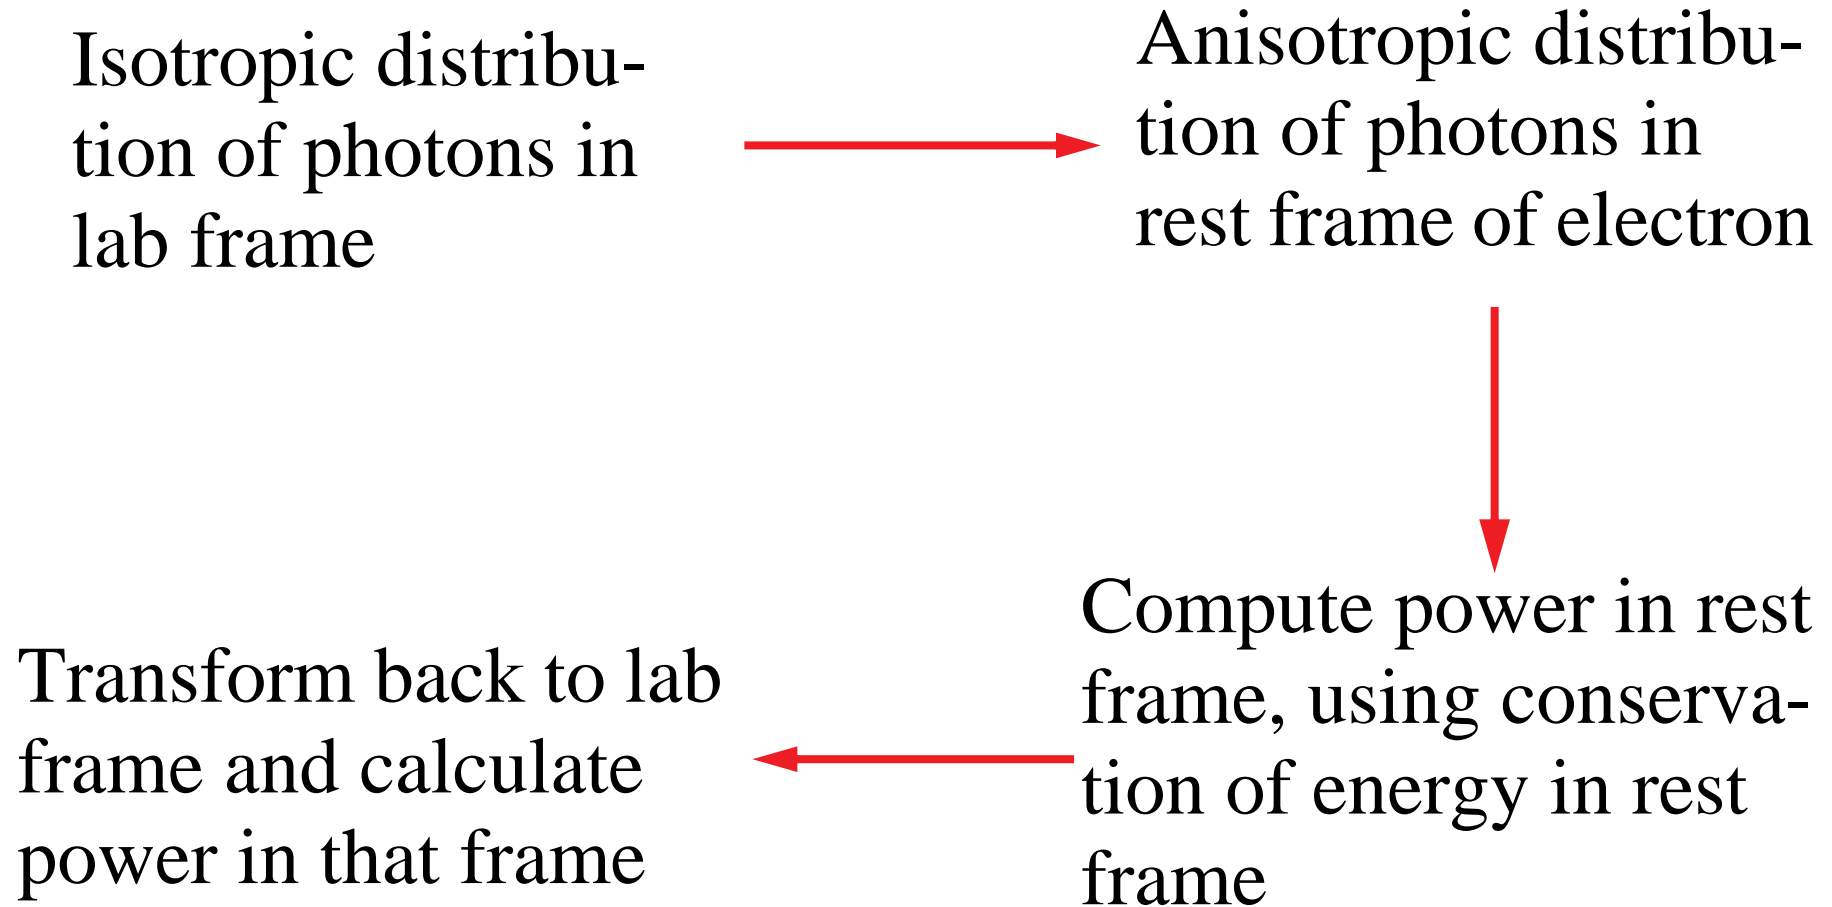 Isotropic distribu-
tion of photons in
lab frame
Anisotropic distribu-
tion of photons in
rest frame of electron
Compute power in rest
frame, using conserva-
tion of energy in rest
frame
Transform back to lab
frame and calculate
power in that frame